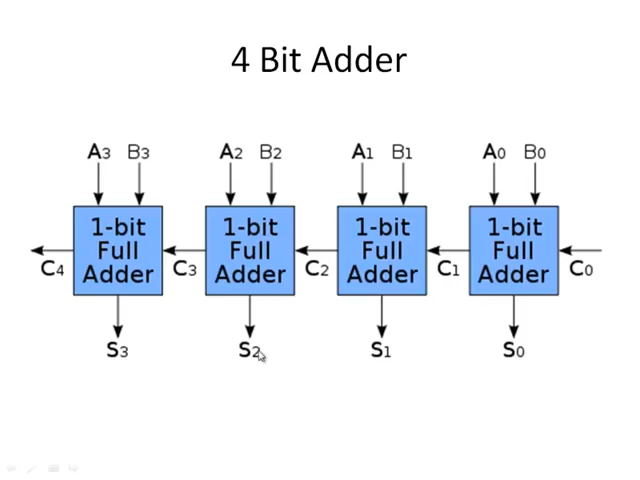 4 Bit Adder
A3 B3 A2 B2 A1 B1 A0 B0
1-bit Full Adder 1-bit Full Adder 1-bit Full Adder 1-bit Full Adder
C4 C3 C2 C1 C0
S3 S2 S1 S0